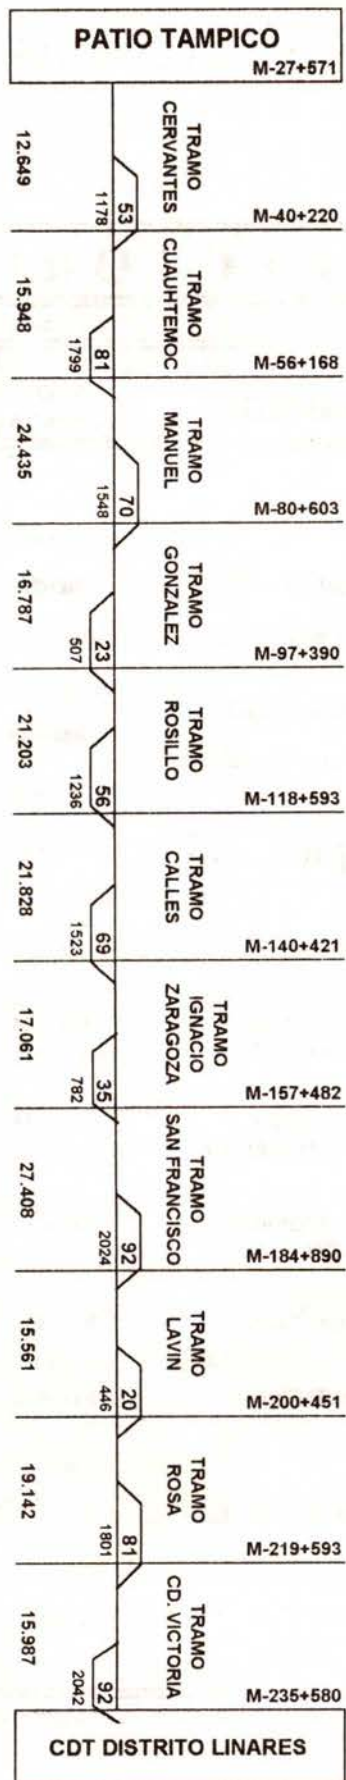 PATIO TAMPICO
M-27+571
TRAMO
CERVANTES
12.649
53
1178
M-40+220
TRAMO
CUAUHTEMOC
15.948
81
1799
M-56+168
TRAMO
MANUEL
24.435
70
1548
M-80+603
TRAMO
GONZALEZ
16.787
23
507
M-97+390
TRAMO
ROSILLO
21.203
56
1236
M-118+593
TRAMO
CALLES
21.828
69
1523
M-140+421
TRAMO
IGNACIO
ZARAGOZA
17.061
35
782
M-157+482
TRAMO
SAN FRANCISCO
27.408
92
2024
M-184+890
TRAMO
LAVIN
15.561
20
446
M-200+451
TRAMO
ROSA
19.142
81
1801
M-219+593
TRAMO
CD. VICTORIA
15.987
92
2042
M-235+580
CDT DISTRITO LINARES